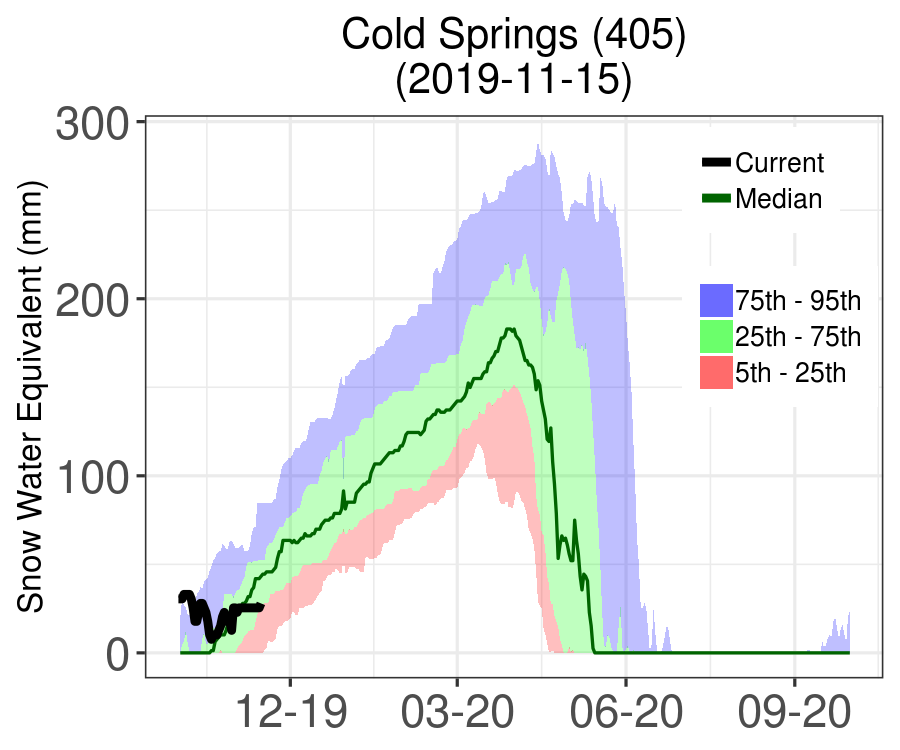 Cold Springs (405)
(2019-11-15)
Snow Water Equivalent (mm)
300
200
100
0
Current
Median
75th - 95th
25th - 75th
5th - 25th
12-19
03-20
06-20
09-20